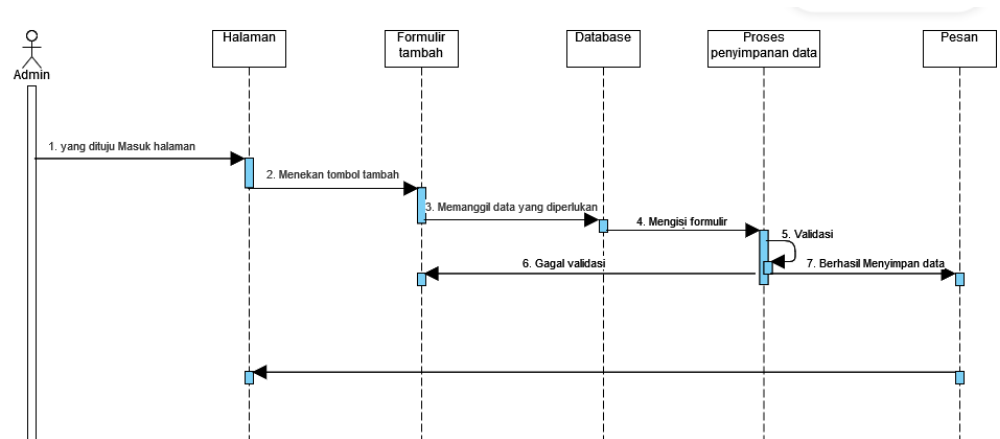 Halaman
Formulir
tambah
Database
Proses
penyimpanan data
Pesan
Admin
1. yang dituju Masuk halaman
2. Menekan tombol tambah
3. Memanggil data yang diperlukan
4. Mengisi formulir
5. Validasi
6. Gagal validasi
7. Berhasil Menyimpan data